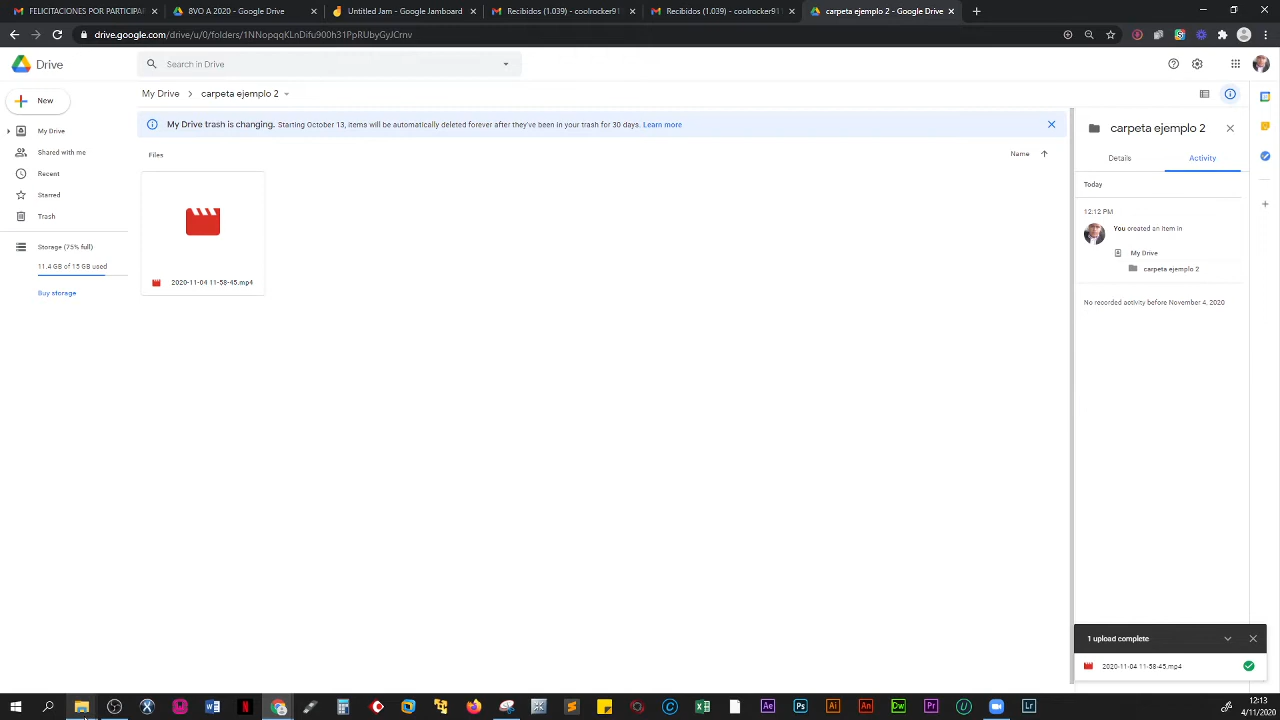 FELICITACIONES POR PARTICIPAR
8VO A 2020 - Google Drive
Untitled Jam - Google Jamboard
Recibidos (1.039) - coolrocker91
Recibidos (1.039) - coolrocker91
carpeta ejemplo 2 - Google Drive
drive.google.com/drive/u/0/folders/
Drive
Search in Drive
New
My Drive
carpeta ejemplo 2
My Drive trash is changing. Starting October 13, items will be automatically deleted forever after they've been in your trash for 30 days. Learn more
My Drive
Shared with me
Recent
Starred
Trash
Storage (75% full)
11.4 GB of 15 GB used
Buy storage
Files
Name
2020-11-04 11-58-45.mp4
carpeta ejemplo 2
Details
Activity
Today
12:12 PM
You created an item in
My Drive
carpeta ejemplo 2
No recorded activity before November 4, 2020
1 upload complete
2020-11-04 11-58-45.mp4
12:13
4/11/2020